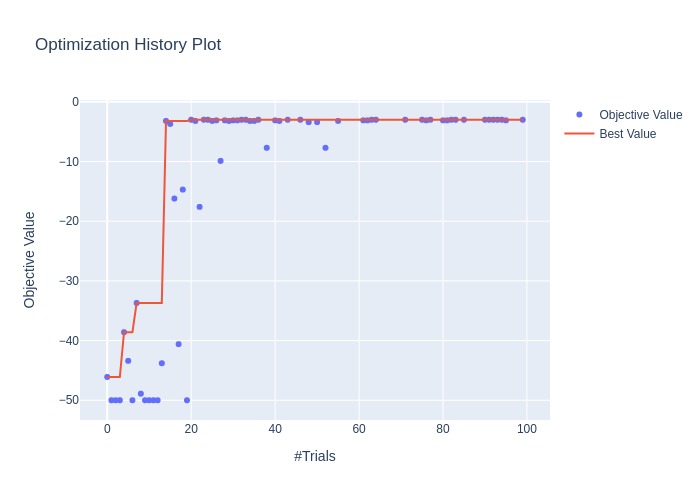 Optimization History Plot
Objective Value
Best Value
0
−10
−20
−30
−40
−50
Objective Value
0
20
40
60
80
100
#Trials